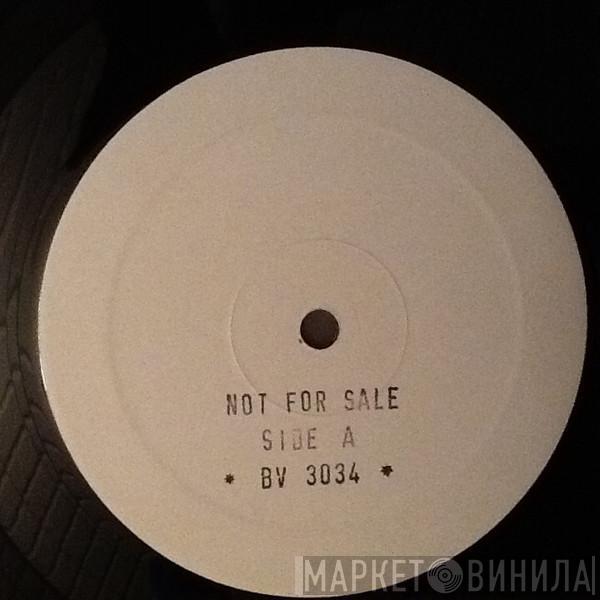 NOT FOR SALE
SIDE A
* BV 3034 *
МАРКЕТ ВИНИЛА